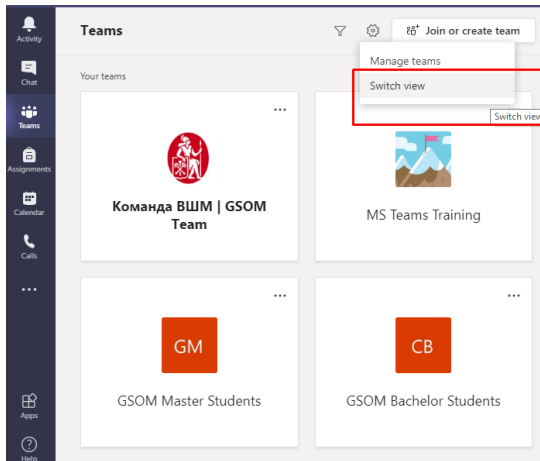 Activity
Chat
Teams
Assignments
Calendar
Calls
...
Apps
Help
Teams
Join or create team
Manage teams
Switch view
Switch view
Your teams
...
Команда ВШМ | GSOM
Team
MS Teams Training
...
GM
GSOM Master Students
...
CB
GSOM Bachelor Students